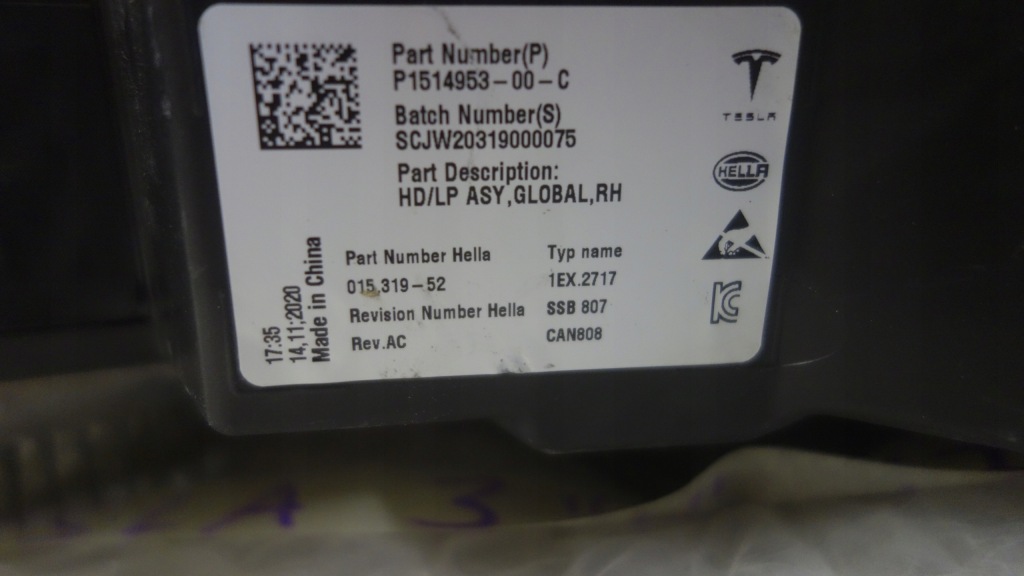 Part Number(P)
P1514953-00-C
Batch Number(S)
SCJW20319000075
Part Description:
HD/LP ASY,GLOBAL,RH
TESLA
HELLA
Part Number Hella
015.319-52
Revision Number Hella
Rev.AC
Typ name
1EX.2717
SSB 807
CAN808
17:35
14,11;2020
Made in China
A 3